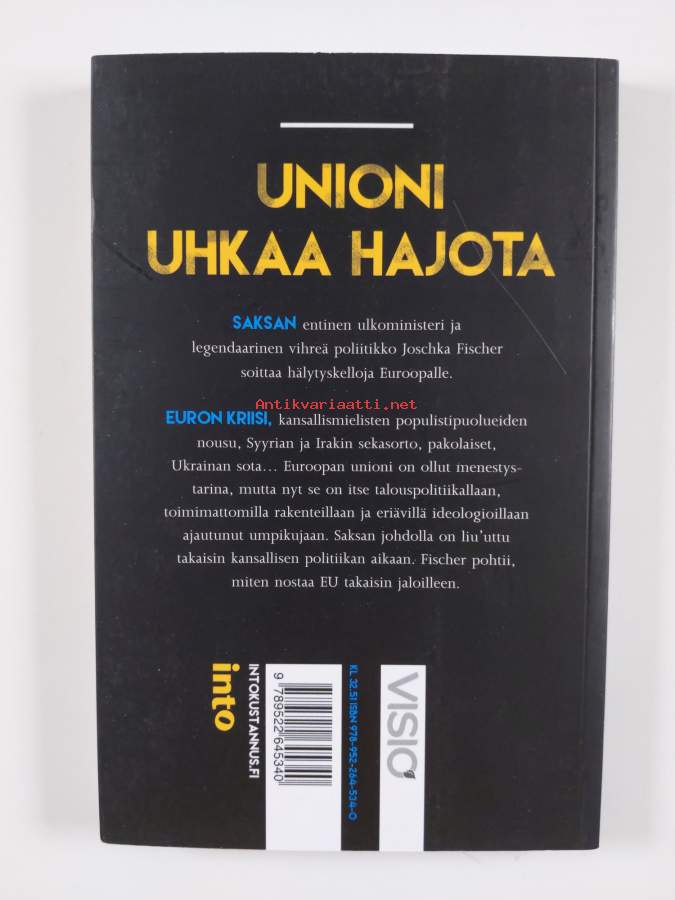 UNIONI
UHKAA HAJOTA
SAKSAN entinen ulkoministeri ja
legendaarinen vihreä poliitikko Joschka Fischer
soittaa hälytyskelloja Euroopalle.
Antikvariaatti.net
EURON KRIISI, kansallismielisten populistipuolueiden
nousu, Syyrian ja Irakin sekasorto, pakolaiset,
Ukrainan sota... Euroopan unioni on ollut menestys-
tarina, mutta nyt se on itse talouspolitiikallaan,
toimimattomilla rakenteillaan ja eriävillä ideologioillaan
ajautunut umpikujaan. Saksan johdolla on liu'uttu
takaisin kansallisen politiikan aikaan. Fischer pohtii,
miten nostaa EU takaisin jaloilleen.
into
INTOKUSTANNUS.FI
9 789522 645340
KL 32.51 ISBN 978-952-264-534-0
VISIO